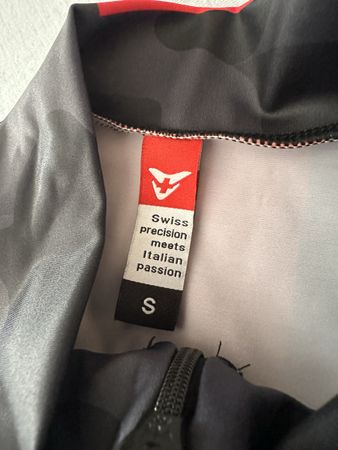 Swiss
precision
meets
Italian
passion
S